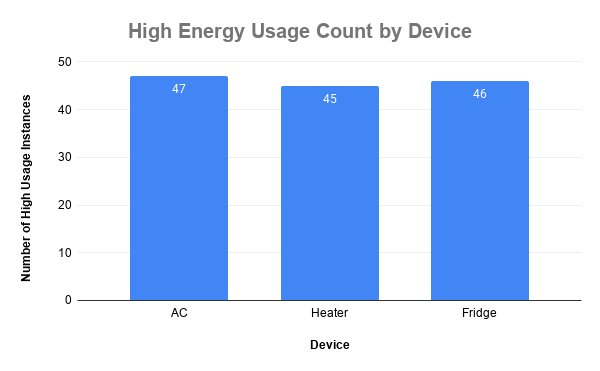 High Energy Usage Count by Device
Number of High Usage Instances
50
40
30
20
10
0
47
45
46
AC
Heater
Fridge
Device